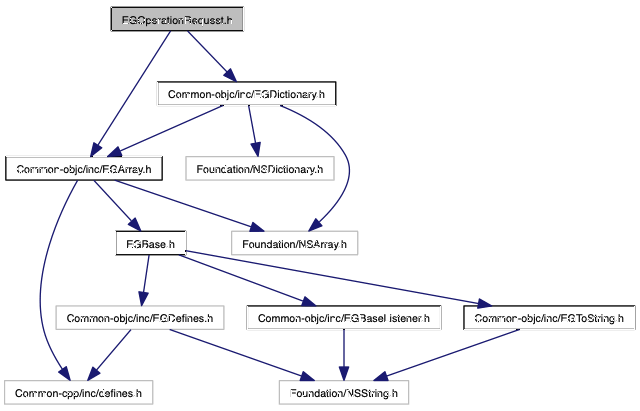 FGOperationRequest.h
Common-objc/inc/FGDictionary.h
Common-objc/inc/FGArray.h
Foundation/NSDictionary.h
FGBase.h
Foundation/NSArray.h
Common-objc/inc/FGDefines.h
Common-objc/inc/FGBaseListener.h
Common-objc/inc/FGToString.h
Common-cpp/inc/defines.h
Foundation/NSString.h